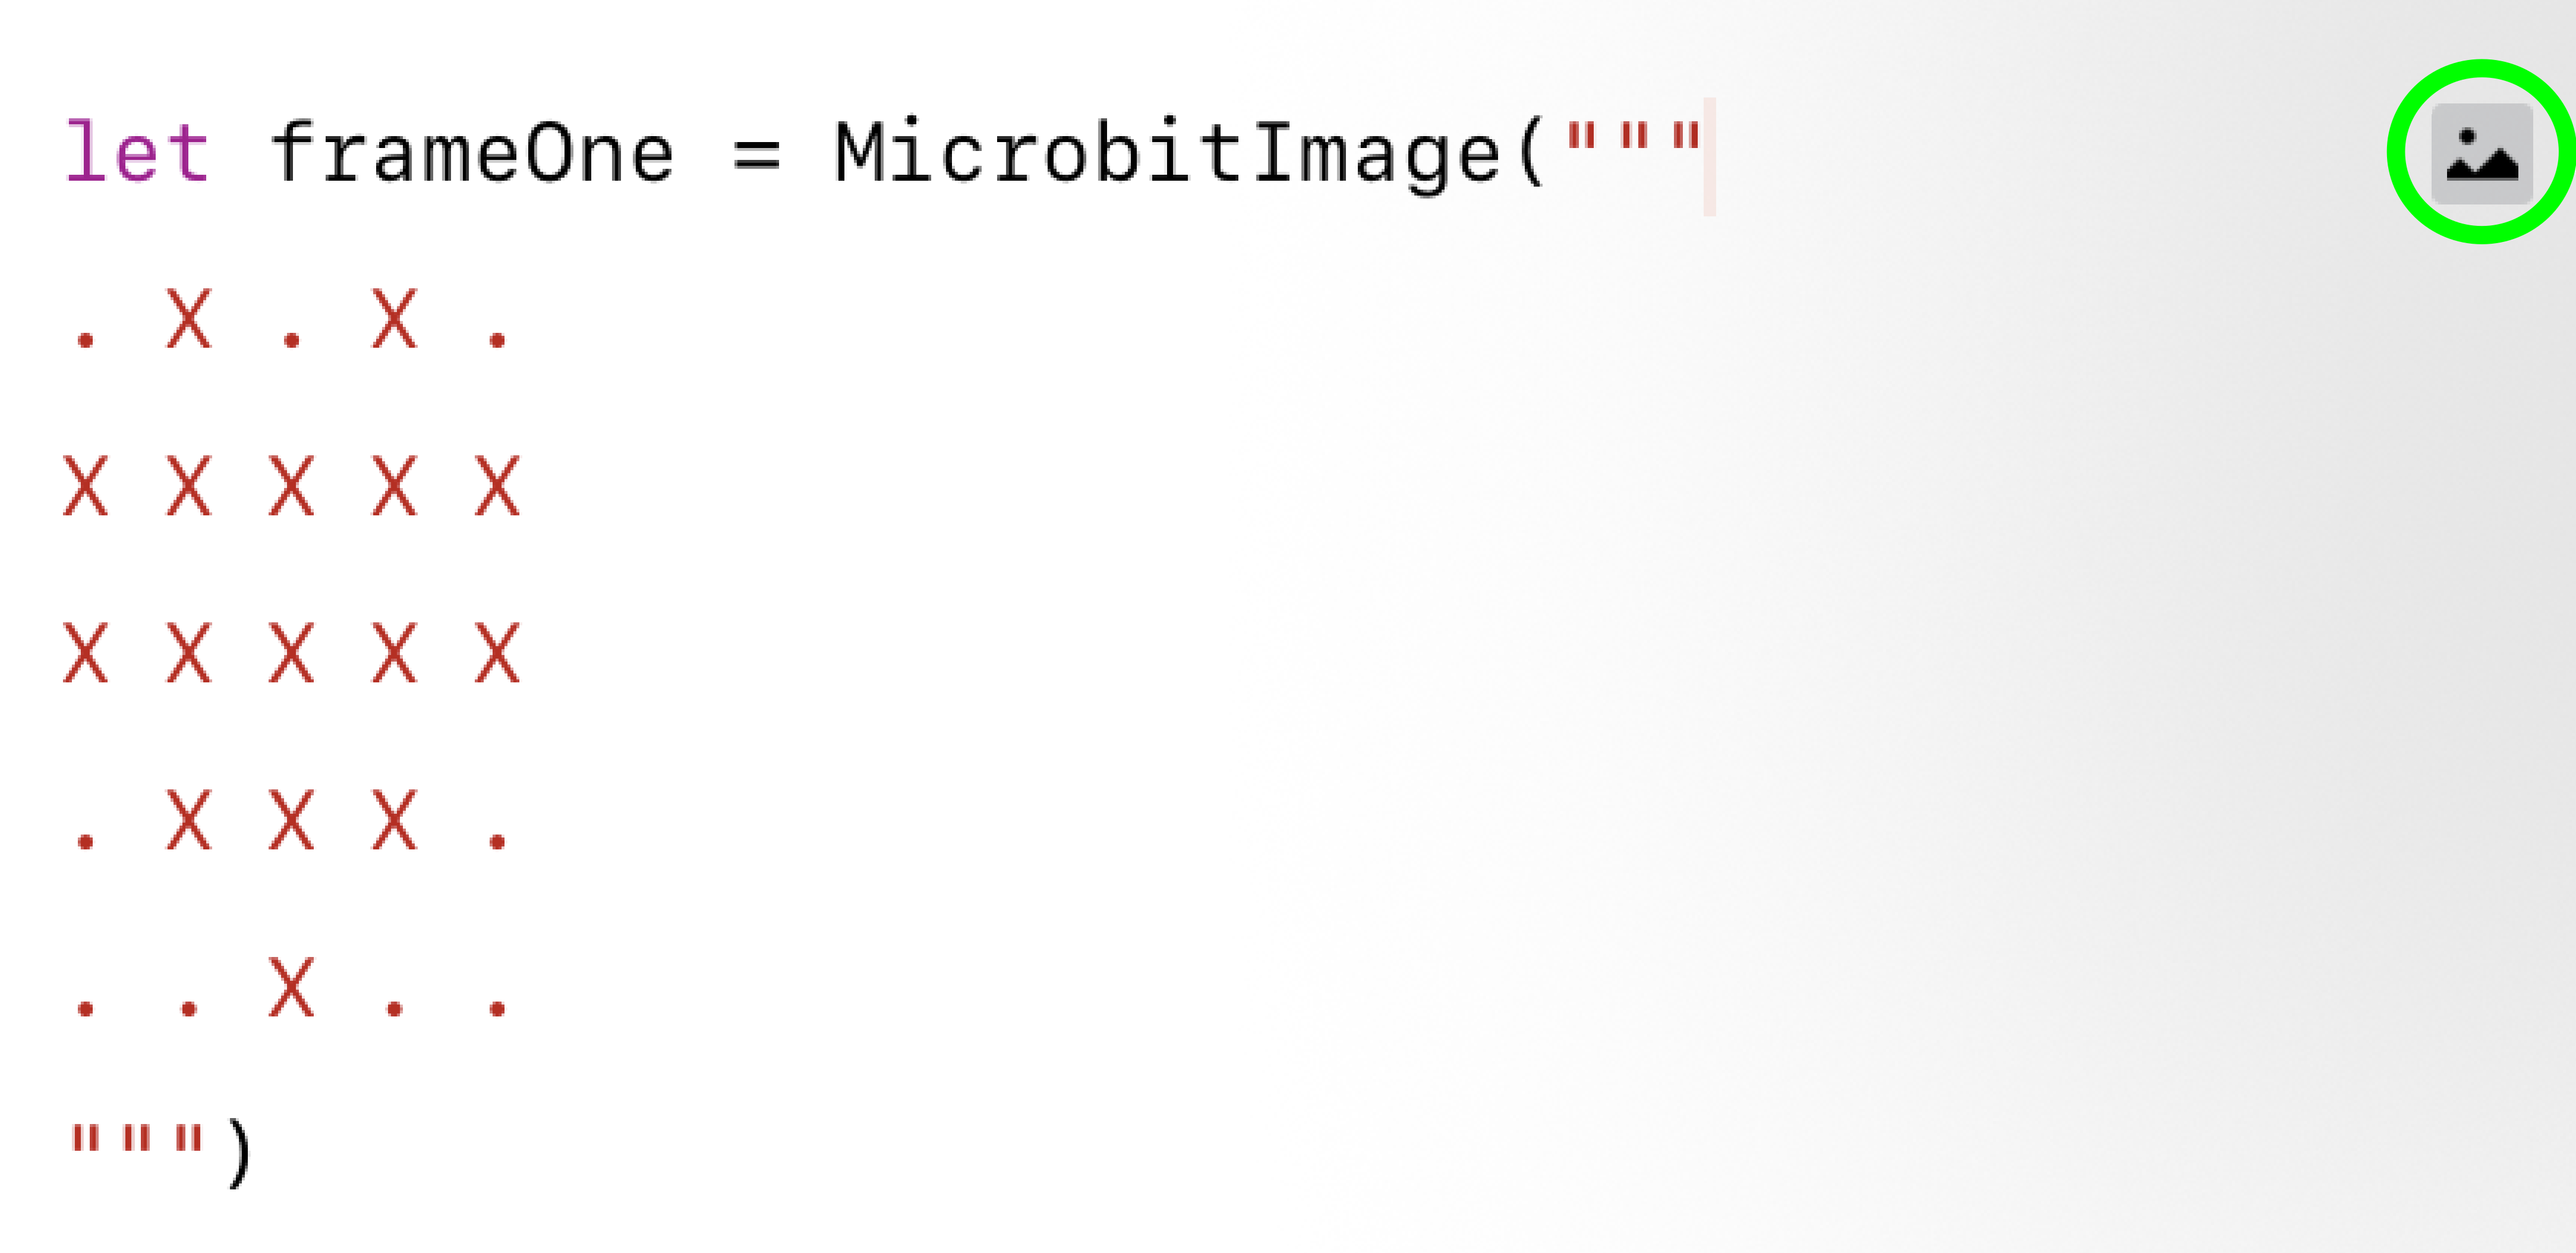 let frameOne = MicrobitImage("""
. X . X .
X X X X X
X X X X X
. X X X .
. . X . .
""")